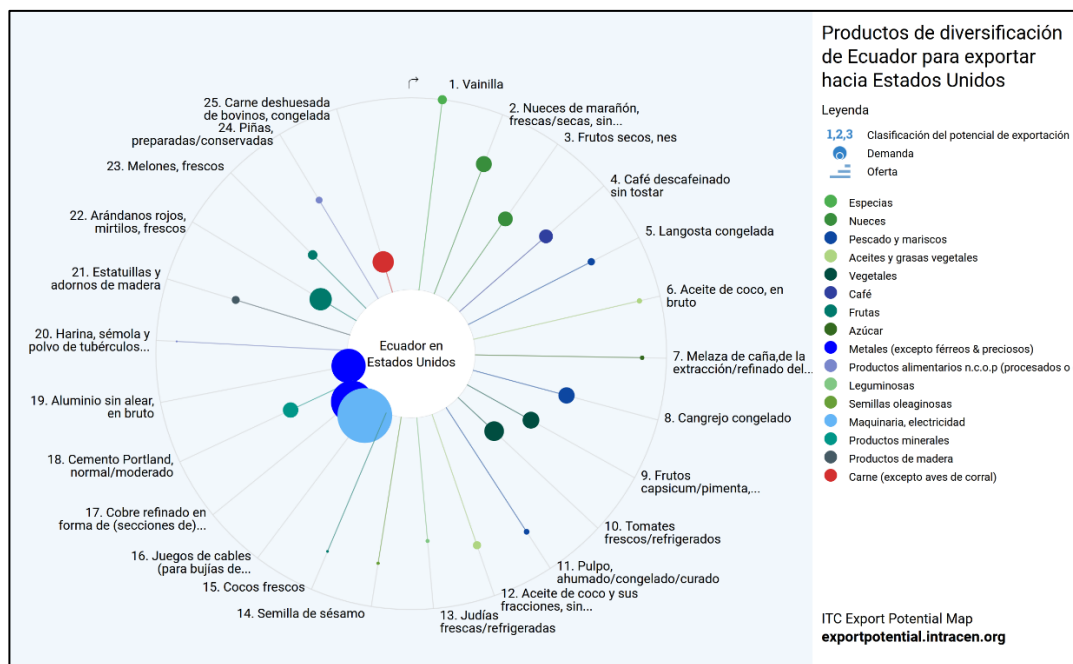 Productos de diversificación
de Ecuador para exportar
hacia Estados Unidos
Leyenda
1,2,3 Clasificación del potencial de exportación
Demanda
Oferta
Especias
Nueces
Pescado y mariscos
Aceites y grasas vegetales
Vegetales
Café
Frutas
Azúcar
Metales (excepto férreos & preciosos)
Productos alimentarios n.c.o.p (procesados o
Leguminosas
Semillas oleaginosas
Maquinaria, electricidad
Productos minerales
Productos de madera
Carne (excepto aves de corral)
ITC Export Potential Map
exportpotential.intracen.org
Ecuador en
Estados Unidos
1. Vainilla
2. Nueces de marañón,
frescas/secas, sin...
3. Frutos secos, nes
4. Café descafeinado
sin tostar
5. Langosta congelada
6. Aceite de coco, en
bruto
7. Melaza de caña,de la
extracción/refinado del...
8. Cangrejo congelado
9. Frutos
capsicum/pimenta,...
10. Tomates
frescos/refrigerados
11. Pulpo,
ahumado/congelado/curado
12. Aceite de coco y sus
fracciones, sin...
13. Judías
frescas/refrigeradas
14. Semilla de sésamo
15. Cocos frescos
16. Juegos de cables
(para bujías de...
17. Cobre refinado en
forma de (secciones de)...
18. Cemento Portland,
normal/moderado
19. Aluminio sin alear,
en bruto
20. Harina, sémola y
polvo de tubérculos...
21. Estatuillas y
adornos de madera
22. Arándanos rojos,
mirtilos, frescos
23. Melones, frescos
24. Piñas,
preparadas/conservadas
25. Carne deshuesada
de bovinos, congelada